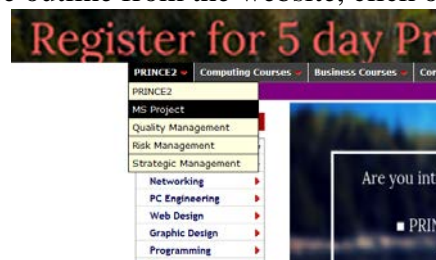 Register for 5 day Pr
PRINCE2 Computing Courses Business Courses
PRINCE2
MS Project
Quality Management
Risk Management
Strategic Management
Networking
PC Engineering
Web Design
Graphic Design
Programming
Are you int
■ PRIN